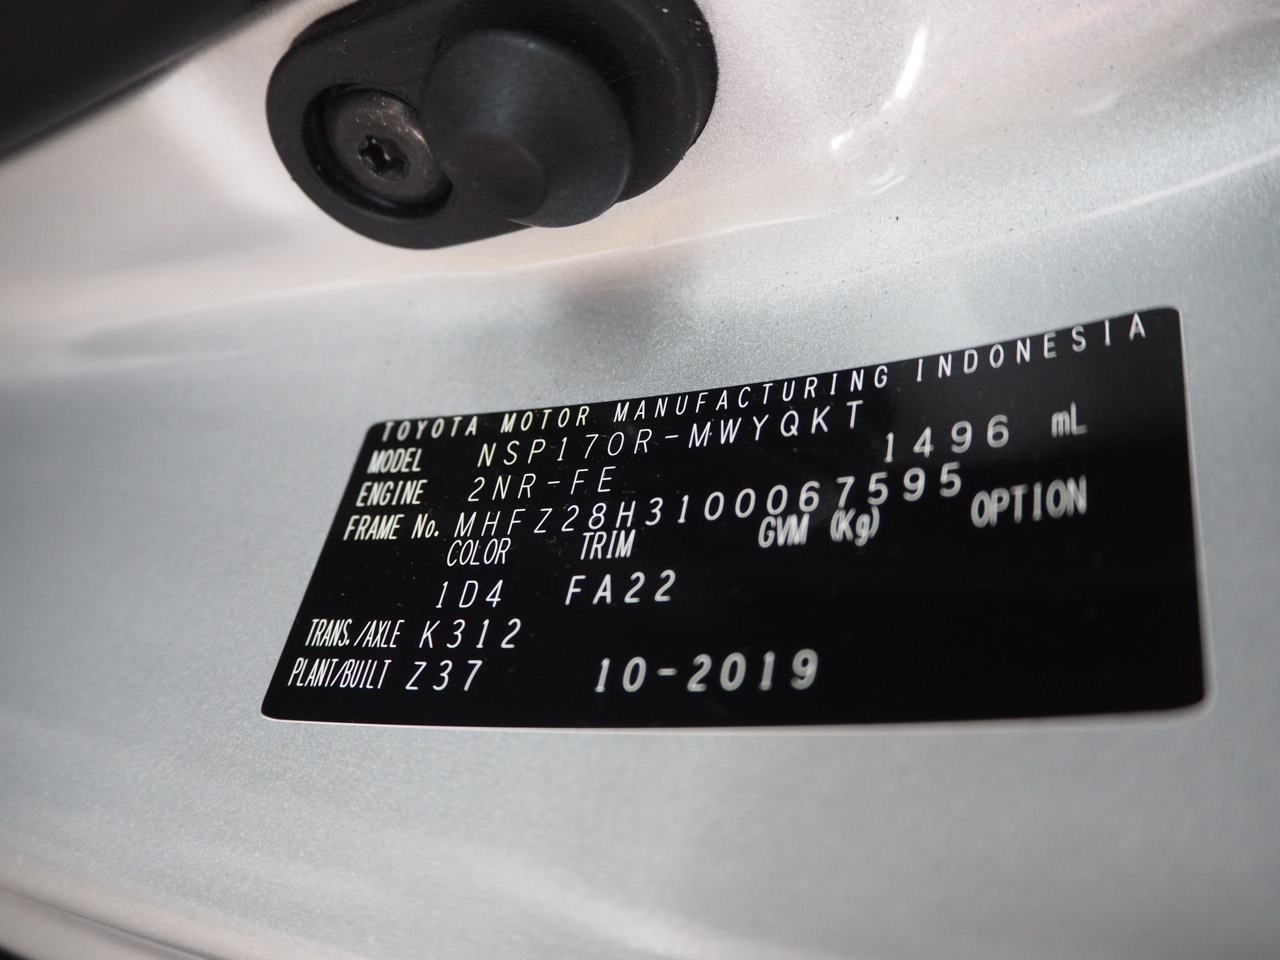 TOYOTA MOTOR MANUFACTURING INDONESIA
MODEL NSP170R-MWYQKT
ENGINE 2NR-FE 1496 mL
FRAME No. MHFZ28H3100067595
COLOR TRIM GVM (Kg) OPTION
1D4 FA22
TRANS./AXLE K312
PLANT/BUILT Z37 10-2019